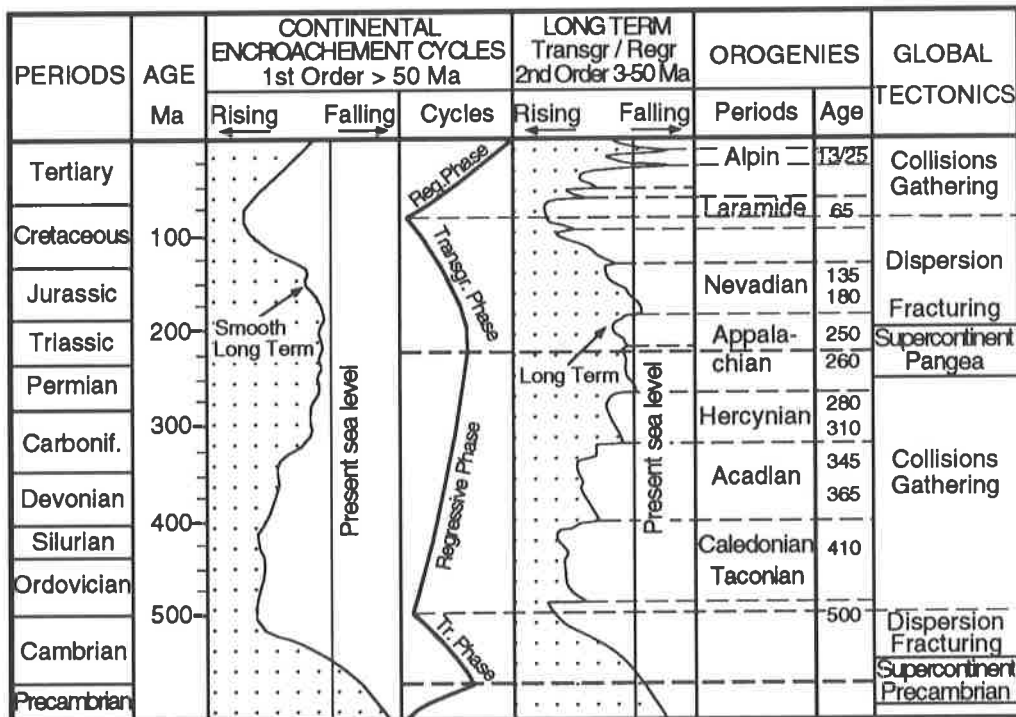 PERIODS
AGE
Ma
CONTINENTAL
ENCROACHEMENT CYCLES
1st Order > 50 Ma
Rising
Falling
Cycles
LONG TERM
Transgr / Regr
2nd Order 3-50 Ma
Rising
Falling
OROGENIES
Periods
Age
GLOBAL
TECTONICS
Tertiary
Cretaceous
Jurassic
Triassic
Permian
Carbonif.
Devonian
Silurian
Ordovician
Cambrian
Precambrian
100
200
300
400
500
Smooth
Long Term
Present sea level
Reg. Phase
Transgr. Phase
Regressive Phase
Tr. Phase
Long Term
Present sea level
Alpin
Laramide
Nevadian
Appala-
chian
Hercynian
Acadian
Caledonian
Taconian
13/25
65
135
180
250
260
280
310
345
365
410
500
Collisions
Gathering
Dispersion
Fracturing
Supercontinent
Pangea
Collisions
Gathering
Dispersion
Fracturing
Supercontinent
Precambrian